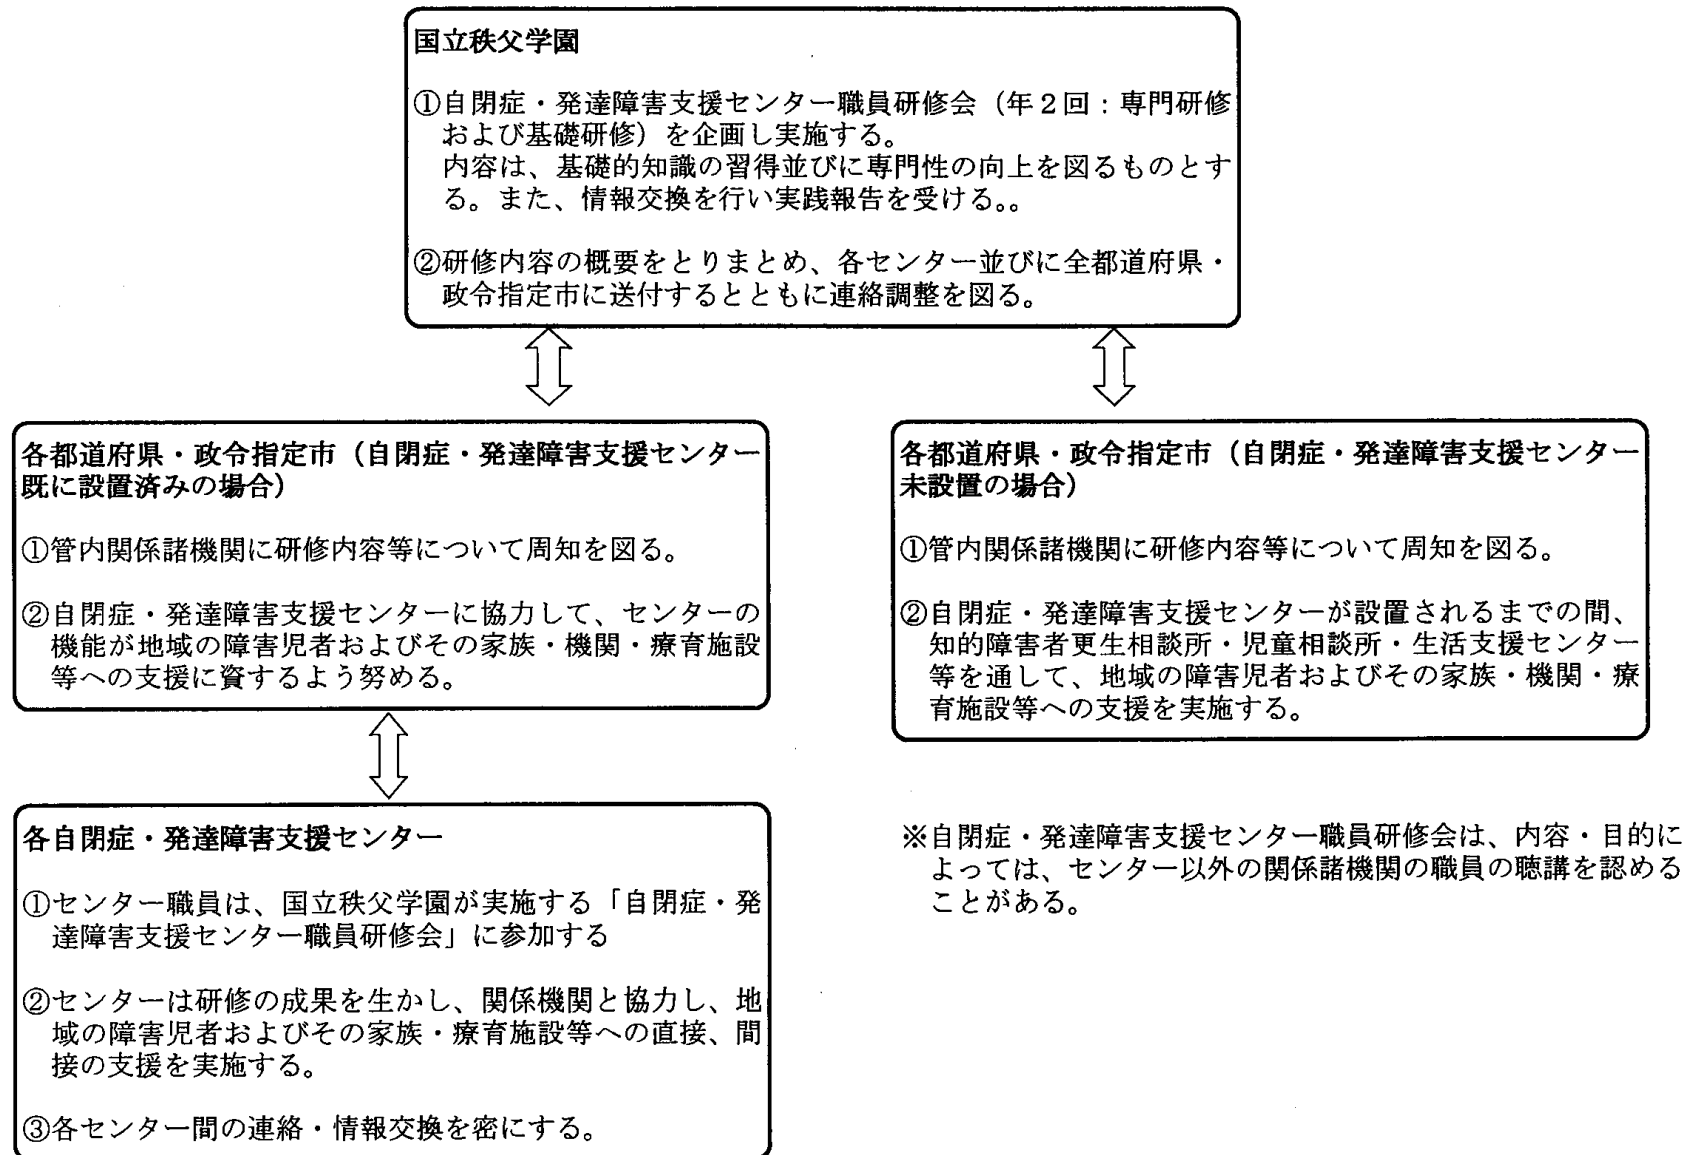 国立秩父学園
①自閉症・発達障害支援センター職員研修会（年２回：専門研修
および基礎研修）を企画し実施する。
内容は、基礎的知識の習得並びに専門性の向上を図るものとす
る。また、情報交換を行い実践報告を受ける。。
②研修内容の概要をとりまとめ、各センター並びに全都道府県・
政令指定市に送付するとともに連絡調整を図る。
各都道府県・政令指定市（自閉症・発達障害支援センター
既に設置済みの場合）
①管内関係諸機関に研修内容等について周知を図る。
②自閉症・発達障害支援センターに協力して、センターの
機能が地域の障害児者およびその家族・機関・療育施設
等への支援に資するよう努める。
各都道府県・政令指定市（自閉症・発達障害支援センター
未設置の場合）
①管内関係諸機関に研修内容等について周知を図る。
②自閉症・発達障害支援センターが設置されるまでの間、
知的障害者更生相談所・児童相談所・生活支援センター
等を通して、地域の障害児者およびその家族・機関・療
育施設等への支援を実施する。
各自閉症・発達障害支援センター
①センター職員は、国立秩父学園が実施する「自閉症・発
達障害支援センター職員研修会」に参加する
②センターは研修の成果を生かし、関係機関と協力し、地
域の障害児者およびその家族・療育施設等への直接、間
接の支援を実施する。
③各センター間の連絡・情報交換を密にする。
※自閉症・発達障害支援センター職員研修会は、内容・目的に
よっては、センター以外の関係諸機関の職員の聴講を認める
ことがある。